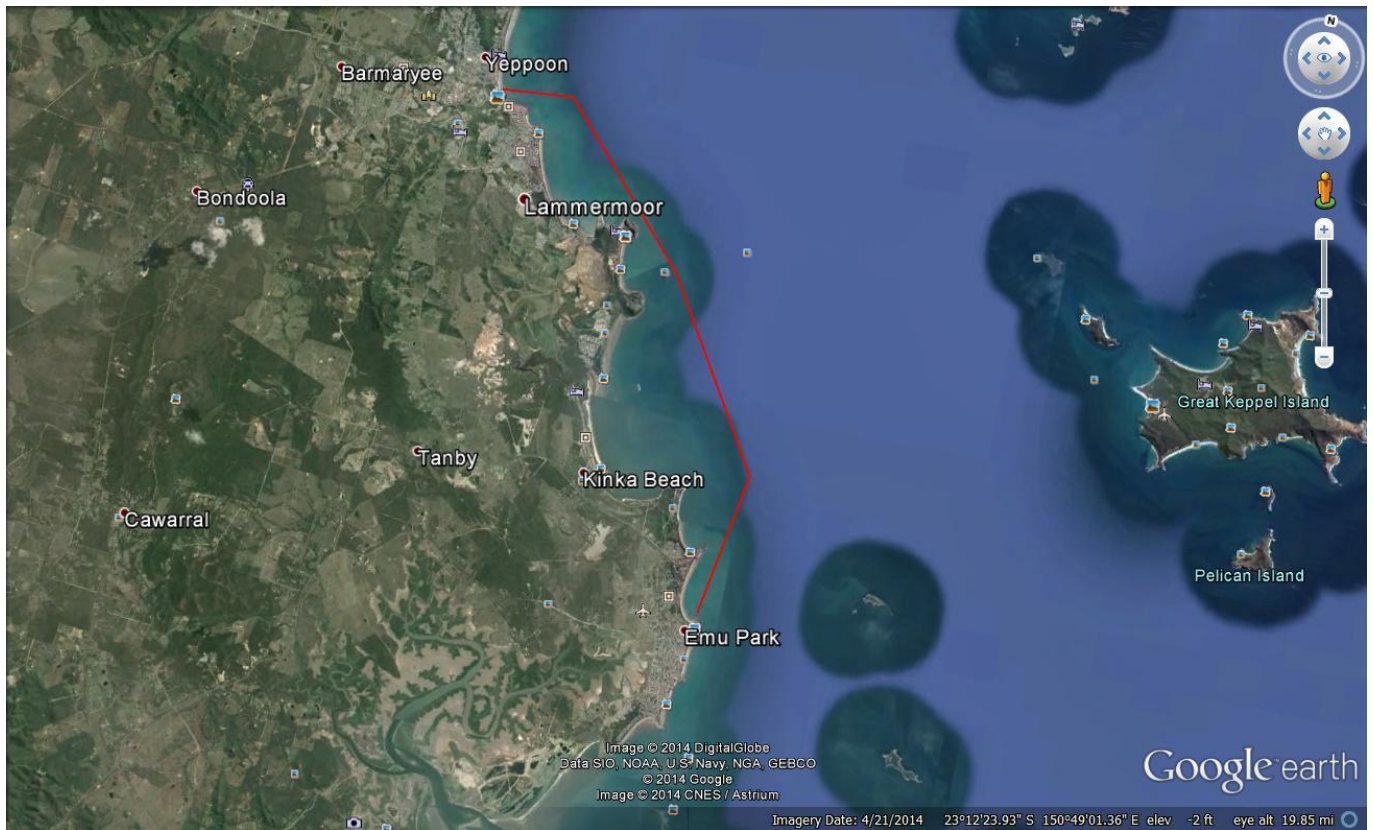 N
Yeppoon
Barmaryee
Bondoola
Lammermoor
Great Keppel Island
Tanby
Kinka Beach
Cawarral
Pelican Island
Emu Park
Image © 2014 DigitalGlobe
Data SIO, NOAA, U.S. Navy, NGA, GEBCO
© 2014 Google
Image © 2014 CNES / Astrium
Google earth
Imagery Date: 4/21/2014 23°12'23.93" S 150°49'01.36" E elev -2 ft eye alt 19.85 mi